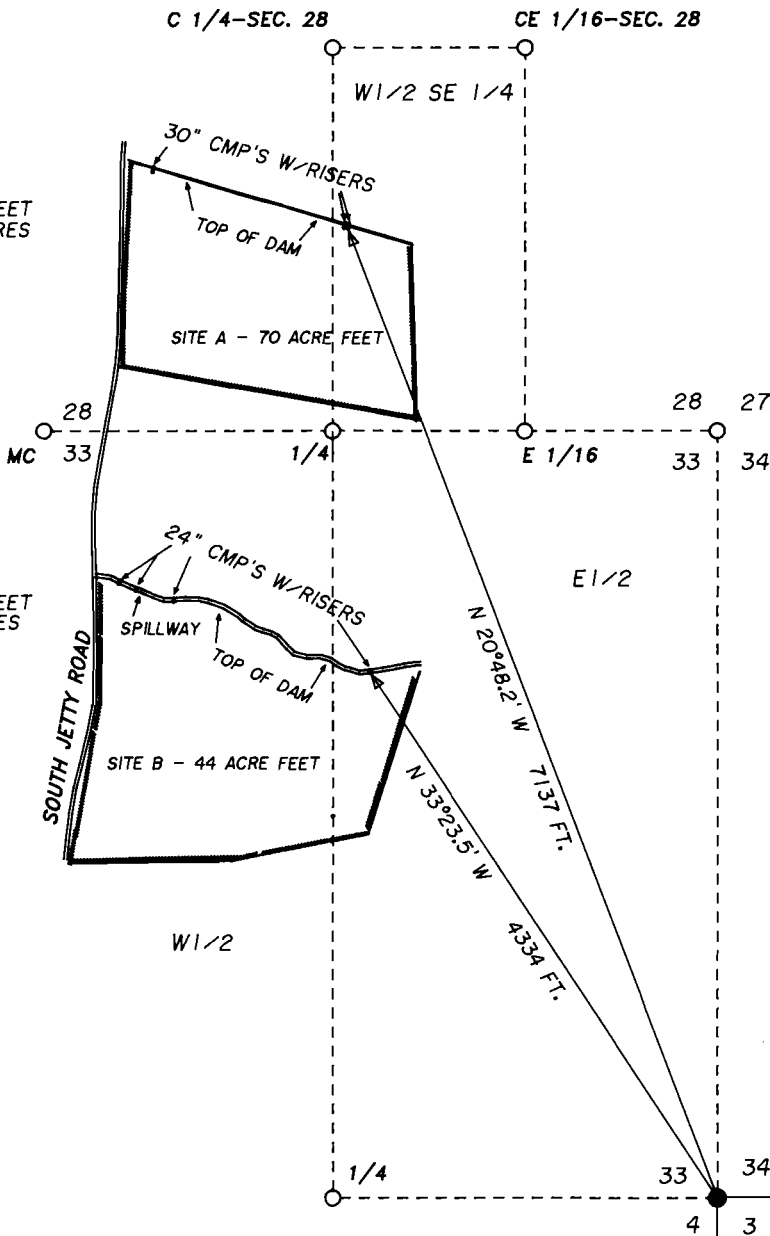 C 1/4-SEC. 28
CE 1/16-SEC. 28
W1/2 SE 1/4
30" CMP'S W/RISERS
TOP OF DAM
SITE A - 70 ACRE FEET
28
28
27
MC
33
1/4
E 1/16
33
34
24" CMP'S W/RISERS
E1/2
SPILLWAY
TOP OF DAM
SOUTH JETTY ROAD
N 20°48.2' W 7137 FT.
SITE B - 44 ACRE FEET
N 33°23.5' W 4334 FT.
W1/2
1/4
33
34
4
3